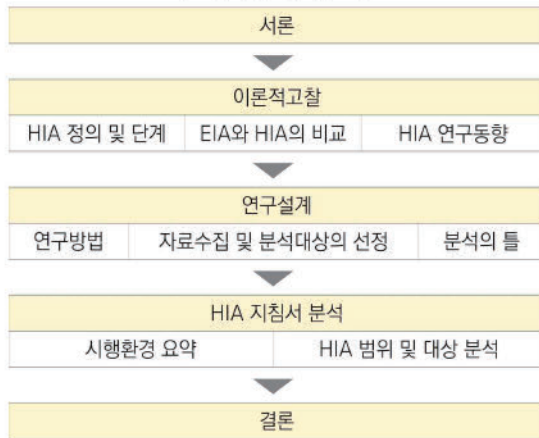 서론
이론적고찰
HIA 정의 및 단계 EIA와 HIA의 비교 HIA 연구동향
연구설계
연구방법 자료수집 및 분석대상의 선정 분석의 틀
HIA 지침서 분석
시행환경 요약 HIA 범위 및 대상 분석
결론